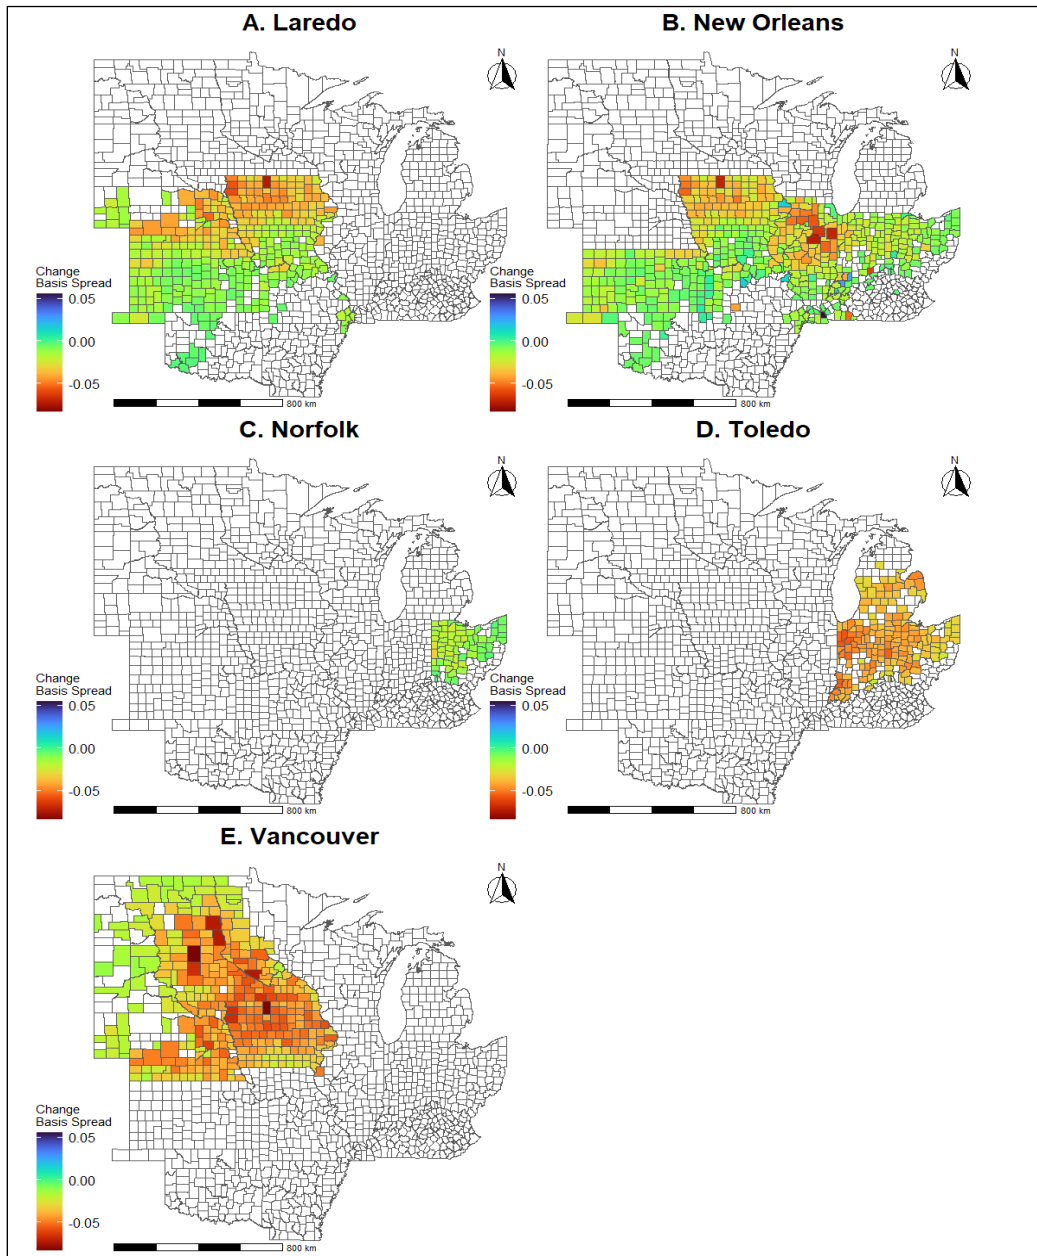 A. Laredo
N
Change
Basis Spread
0.05
0.00
-0.05
800 km
B. New Orleans
N
Change
Basis Spread
0.05
0.00
-0.05
800 km
C. Norfolk
N
Change
Basis Spread
0.05
0.00
-0.05
800 km
D. Toledo
N
Change
Basis Spread
0.05
0.00
-0.05
800 km
E. Vancouver
N
Change
Basis Spread
0.05
0.00
-0.05
800 km